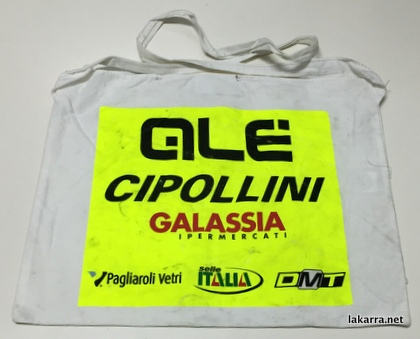 ALÉ
CIPOLLINI
GALASSIA
IPERMERCATI
Pagliaroli Vetri
selle
ITALIA
DMT
lakarra.net